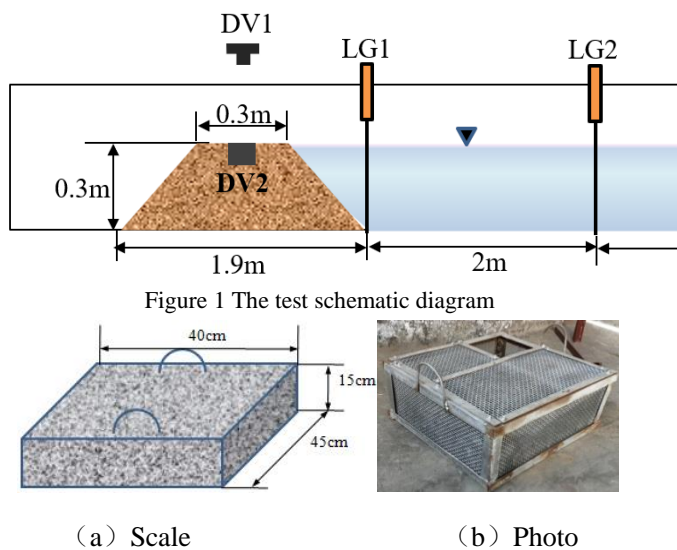 DV1
LG1
LG2
0.3m
0.3m
DV2
1.9m
2m
Figure 1 The test schematic diagram
40cm
15cm
45cm
（a）Scale
（b）Photo